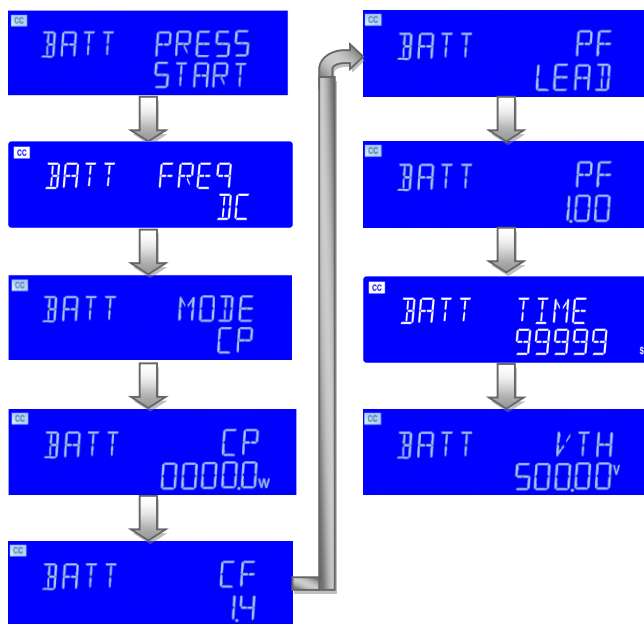 CC
BATT PRESS
START
CC
BATT FREQ
DC
CC
BATT MODE
CP
CC
BATT CP
0000.0W
CC
BATT CF
1.4
CC
BATT PF
LEAD
CC
BATT PF
1.00
CC
BATT TIME
99999 S
CC
BATT VTH
500.00V